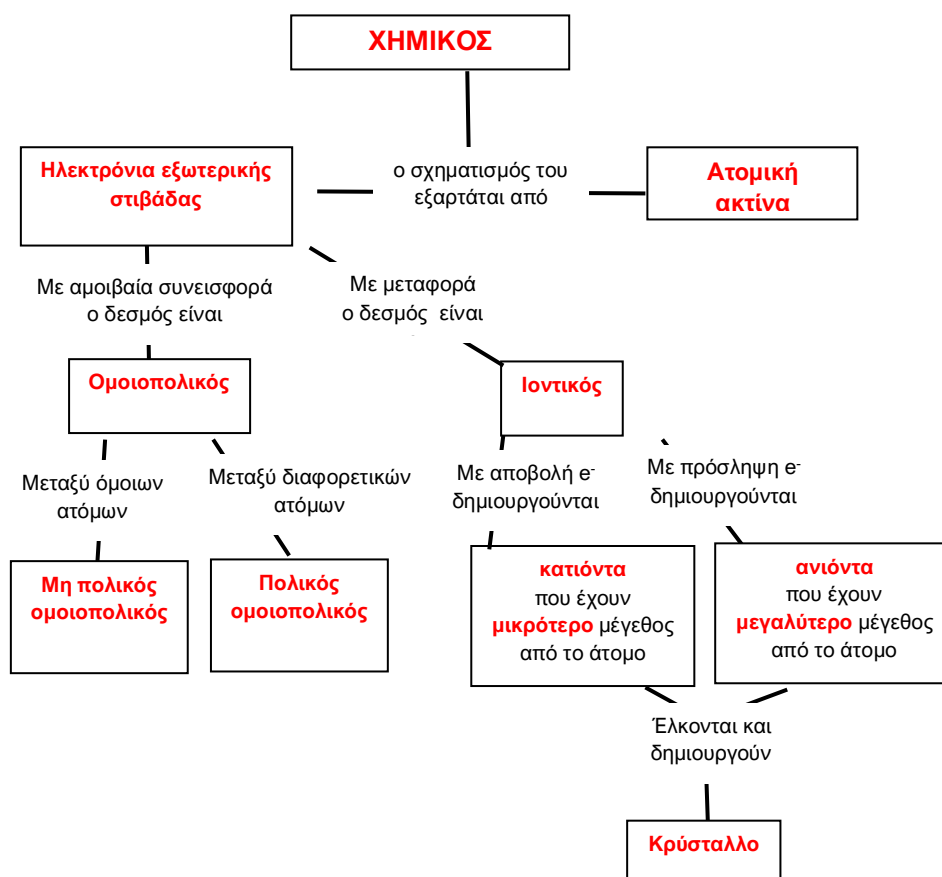 ΧΗΜΙΚΟΣ
Ηλεκτρόνια εξωτερικής
στιβάδας
ο σχηματισμός του
εξαρτάται από
Ατομική
ακτίνα
Με αμοιβαία συνεισφορά
ο δεσμός είναι
Με μεταφορά
ο δεσμός είναι
Ομοιοπολικός
Ιοντικός
Μεταξύ όμοιων
ατόμων
Μεταξύ διαφορετικών
ατόμων
Με αποβολή e-
δημιουργούνται
Με πρόσληψη e-
δημιουργούνται
Μη πολικός
ομοιοπολικός
Πολικός
ομοιοπολικός
κατιόντα
που έχουν
μικρότερο μέγεθος
από το άτομο
ανιόντα
που έχουν
μεγαλύτερο μέγεθος
από το άτομο
Έλκονται και
δημιουργούν
Κρύσταλλο